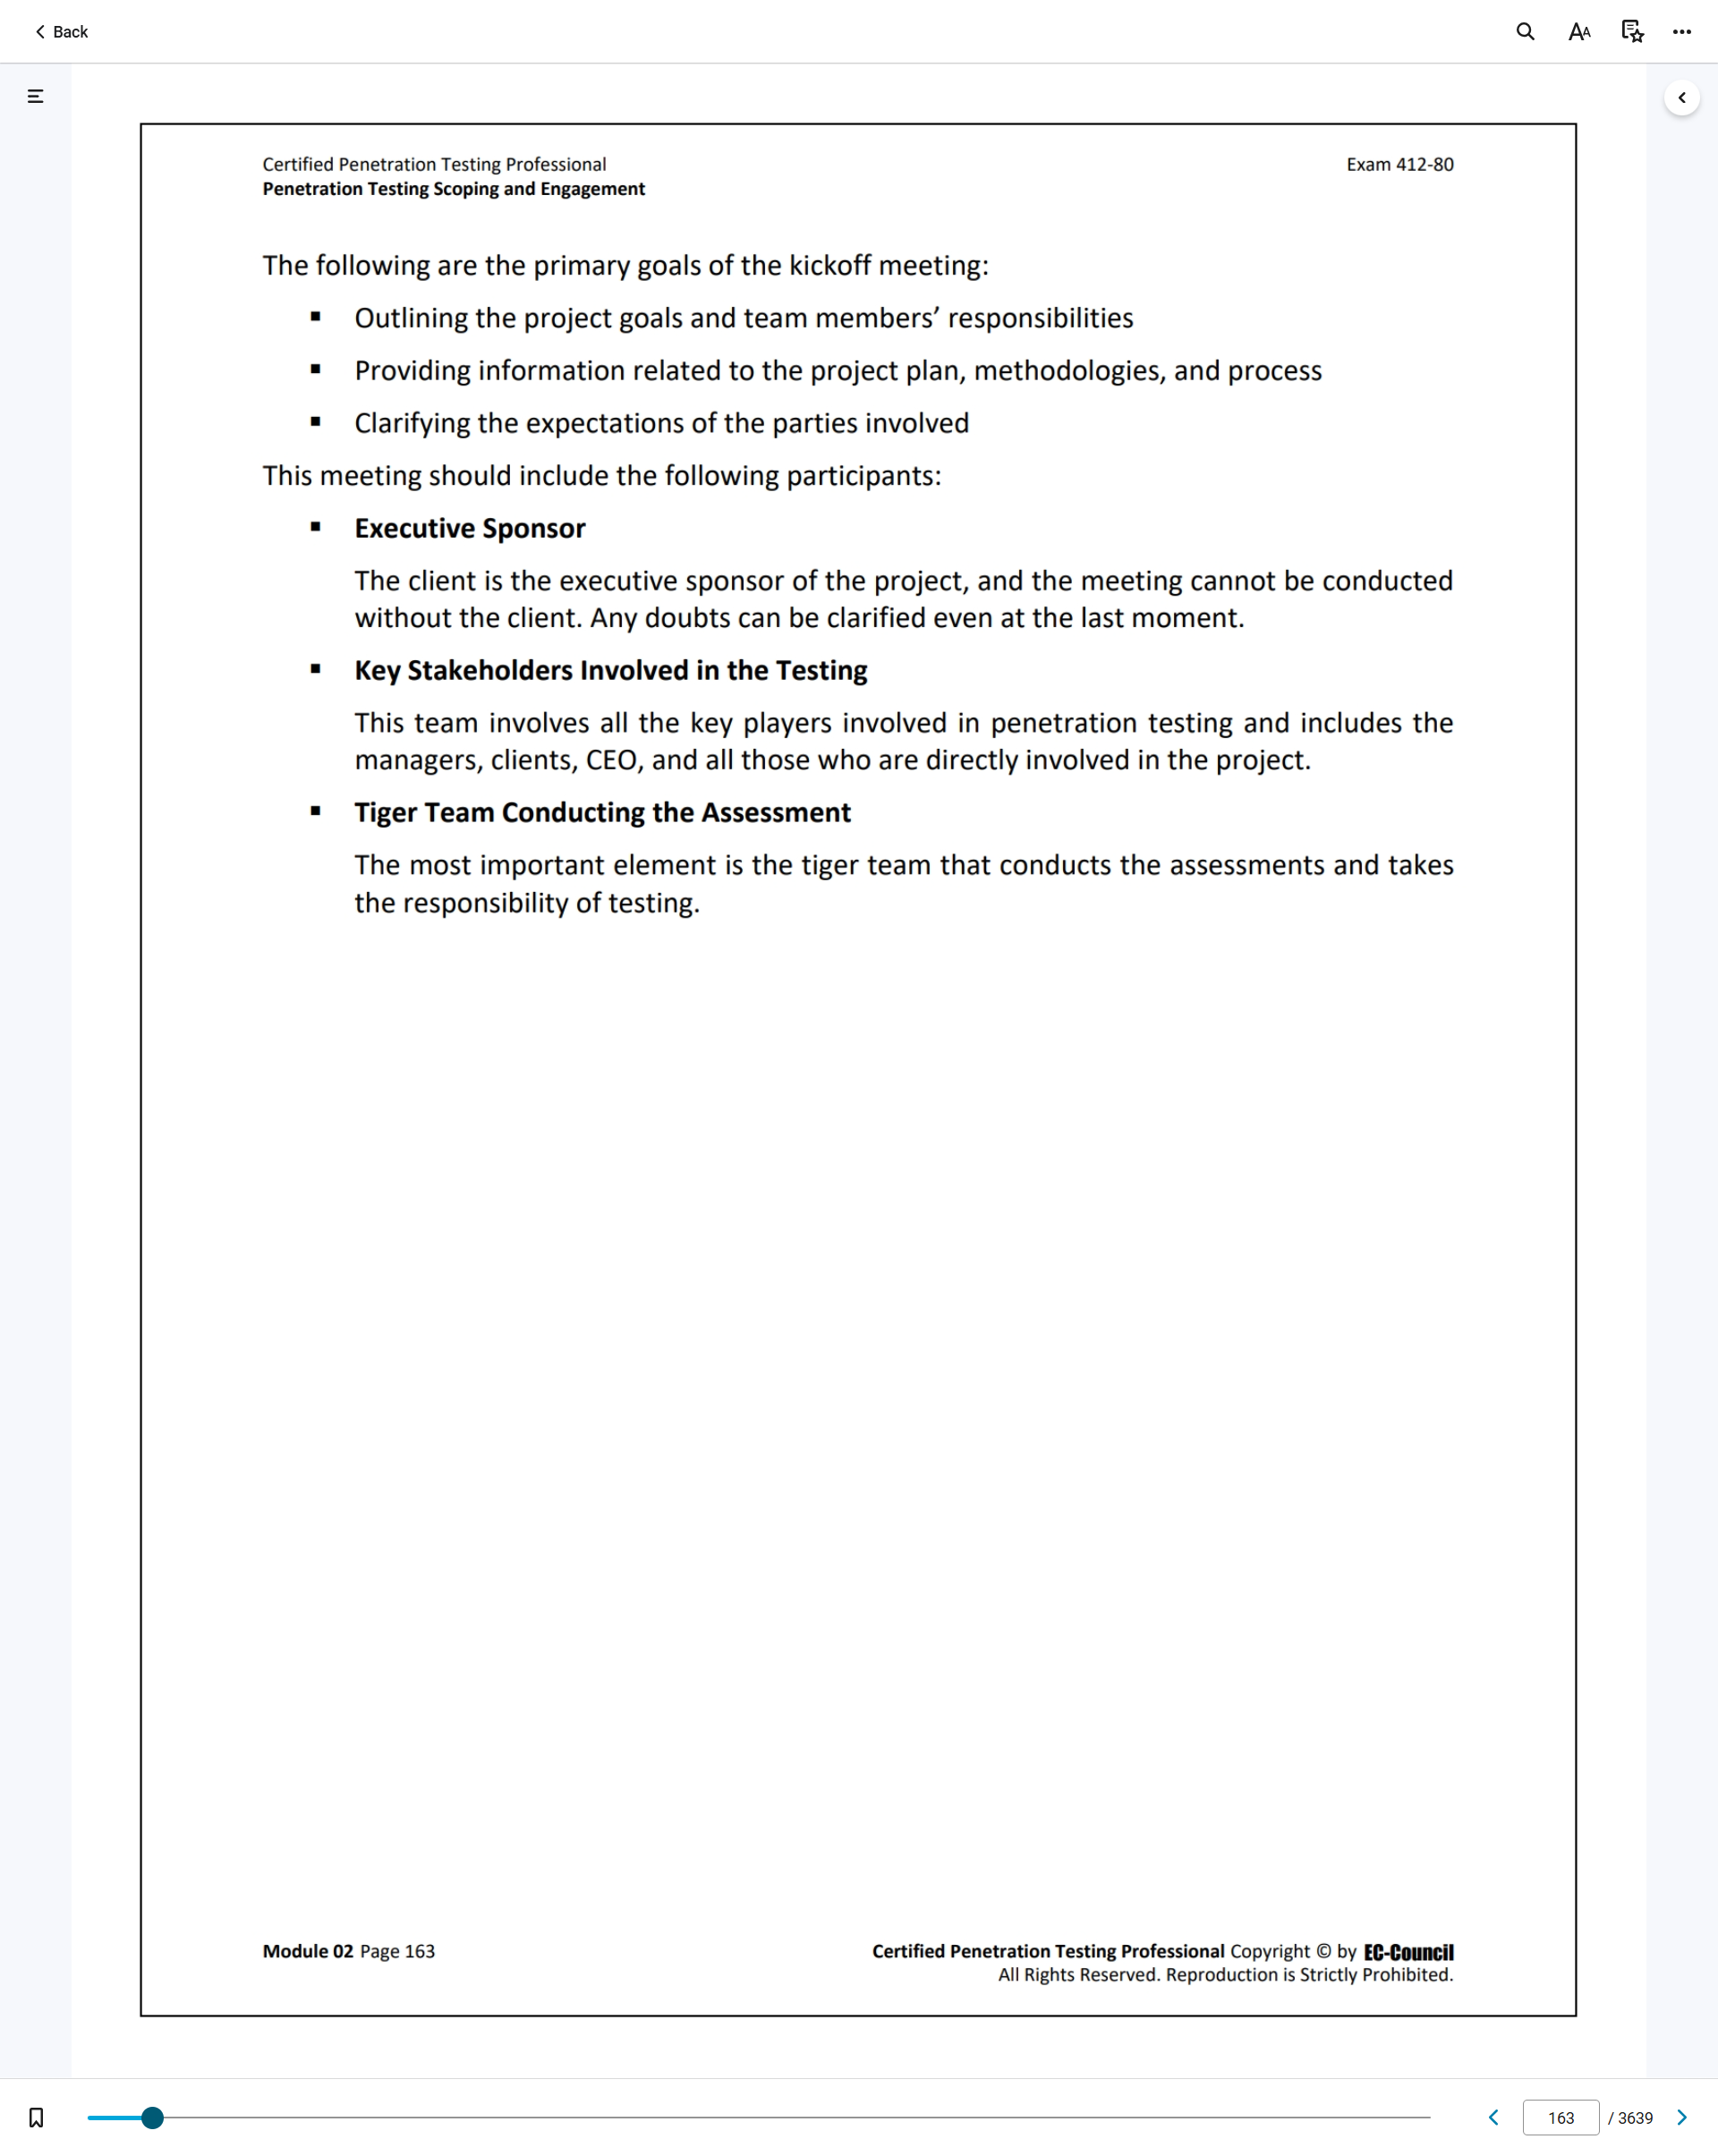 Back
Certified Penetration Testing Professional Exam 412-80
Penetration Testing Scoping and Engagement
The following are the primary goals of the kickoff meeting:
▪ Outlining the project goals and team members’ responsibilities
▪ Providing information related to the project plan, methodologies, and process
▪ Clarifying the expectations of the parties involved
This meeting should include the following participants:
▪ Executive Sponsor
The client is the executive sponsor of the project, and the meeting cannot be conducted
without the client. Any doubts can be clarified even at the last moment.
▪ Key Stakeholders Involved in the Testing
This team involves all the key players involved in penetration testing and includes the
managers, clients, CEO, and all those who are directly involved in the project.
▪ Tiger Team Conducting the Assessment
The most important element is the tiger team that conducts the assessments and takes
the responsibility of testing.
Module 02 Page 163 Certified Penetration Testing Professional Copyright © by EC-Council
All Rights Reserved. Reproduction is Strictly Prohibited.
163 / 3639